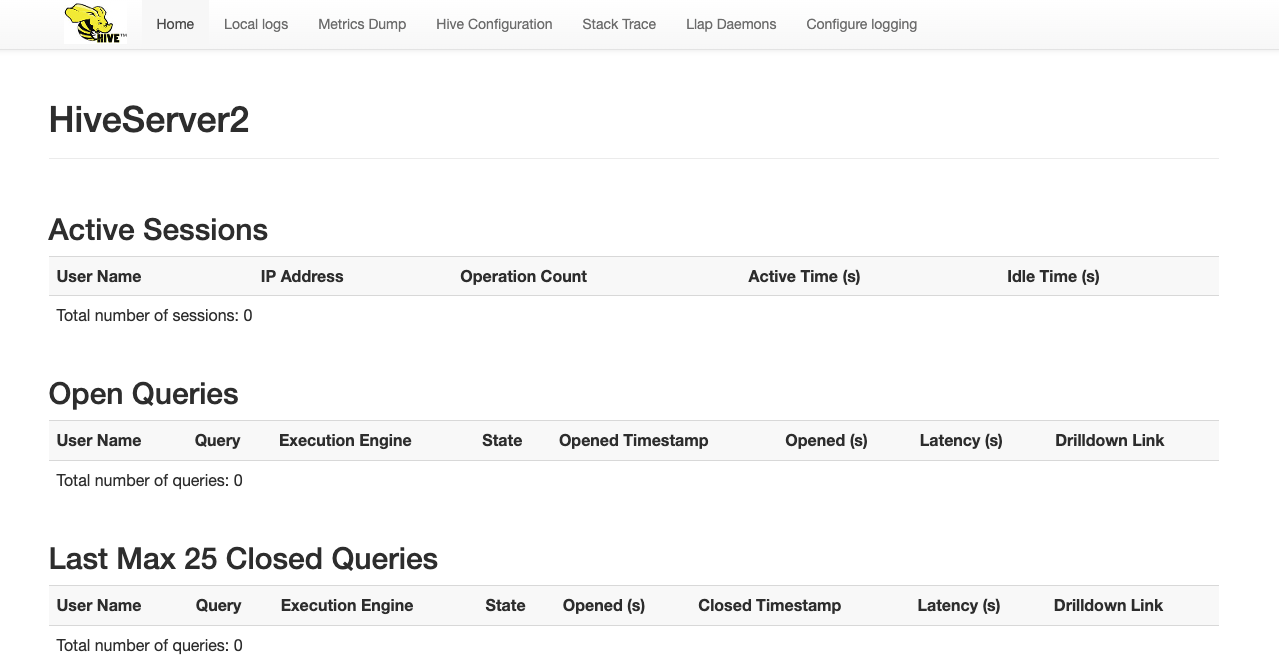 HIVE™
Home Local logs Metrics Dump Hive Configuration Stack Trace Llap Daemons Configure logging
HiveServer2
Active Sessions
User Name IP Address Operation Count Active Time (s) Idle Time (s)
Total number of sessions: 0
Open Queries
User Name Query Execution Engine State Opened Timestamp Opened (s) Latency (s) Drilldown Link
Total number of queries: 0
Last Max 25 Closed Queries
User Name Query Execution Engine State Opened (s) Closed Timestamp Latency (s) Drilldown Link
Total number of queries: 0